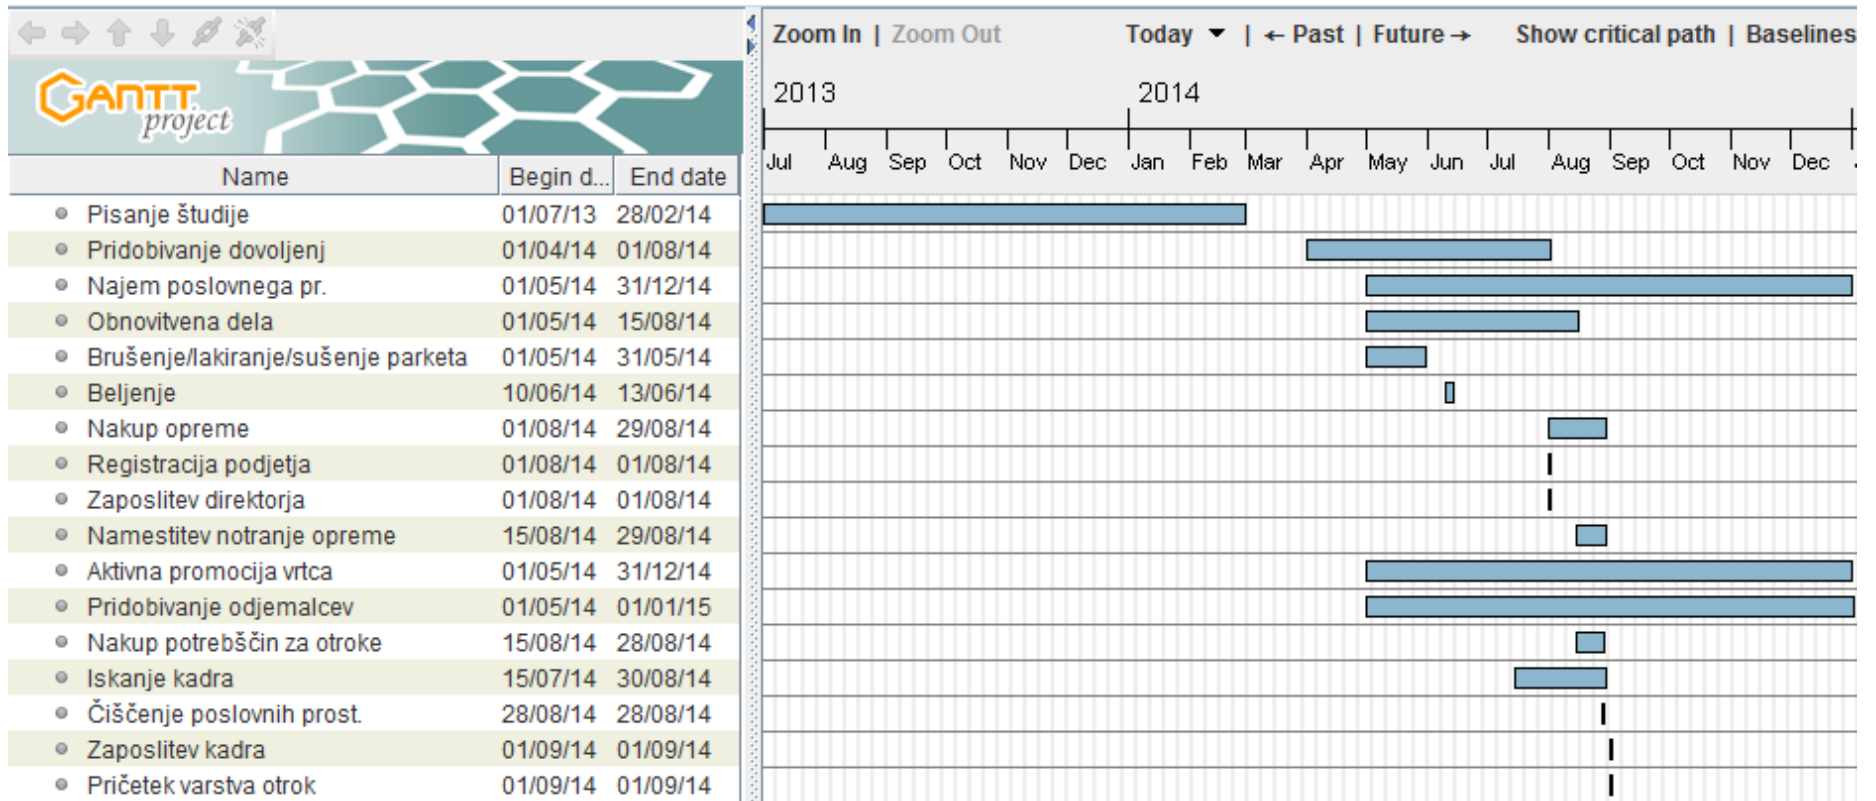 Zoom In | Zoom Out Today ▼ | ← Past | Future → Show critical path | Baselines
GANTT
project
2013 2014
Jul Aug Sep Oct Nov Dec Jan Feb Mar Apr May Jun Jul Aug Sep Oct Nov Dec
Name Begin d... End date
Pisanje študije 01/07/13 28/02/14
Pridobivanje dovoljenj 01/04/14 01/08/14
Najem poslovnega pr. 01/05/14 31/12/14
Obnovitvena dela 01/05/14 15/08/14
Brušenje/lakiranje/sušenje parketa 01/05/14 31/05/14
Beljenje 10/06/14 13/06/14
Nakup opreme 01/08/14 29/08/14
Registracija podjetja 01/08/14 01/08/14
Zaposlitev direktorja 01/08/14 01/08/14
Namestitev notranje opreme 15/08/14 29/08/14
Aktivna promocija vrtca 01/05/14 31/12/14
Pridobivanje odjemalcev 01/05/14 01/01/15
Nakup potrebščin za otroke 15/08/14 28/08/14
Iskanje kadra 15/07/14 30/08/14
Čiščenje poslovnih prost. 28/08/14 28/08/14
Zaposlitev kadra 01/09/14 01/09/14
Pričetek varstva otrok 01/09/14 01/09/14